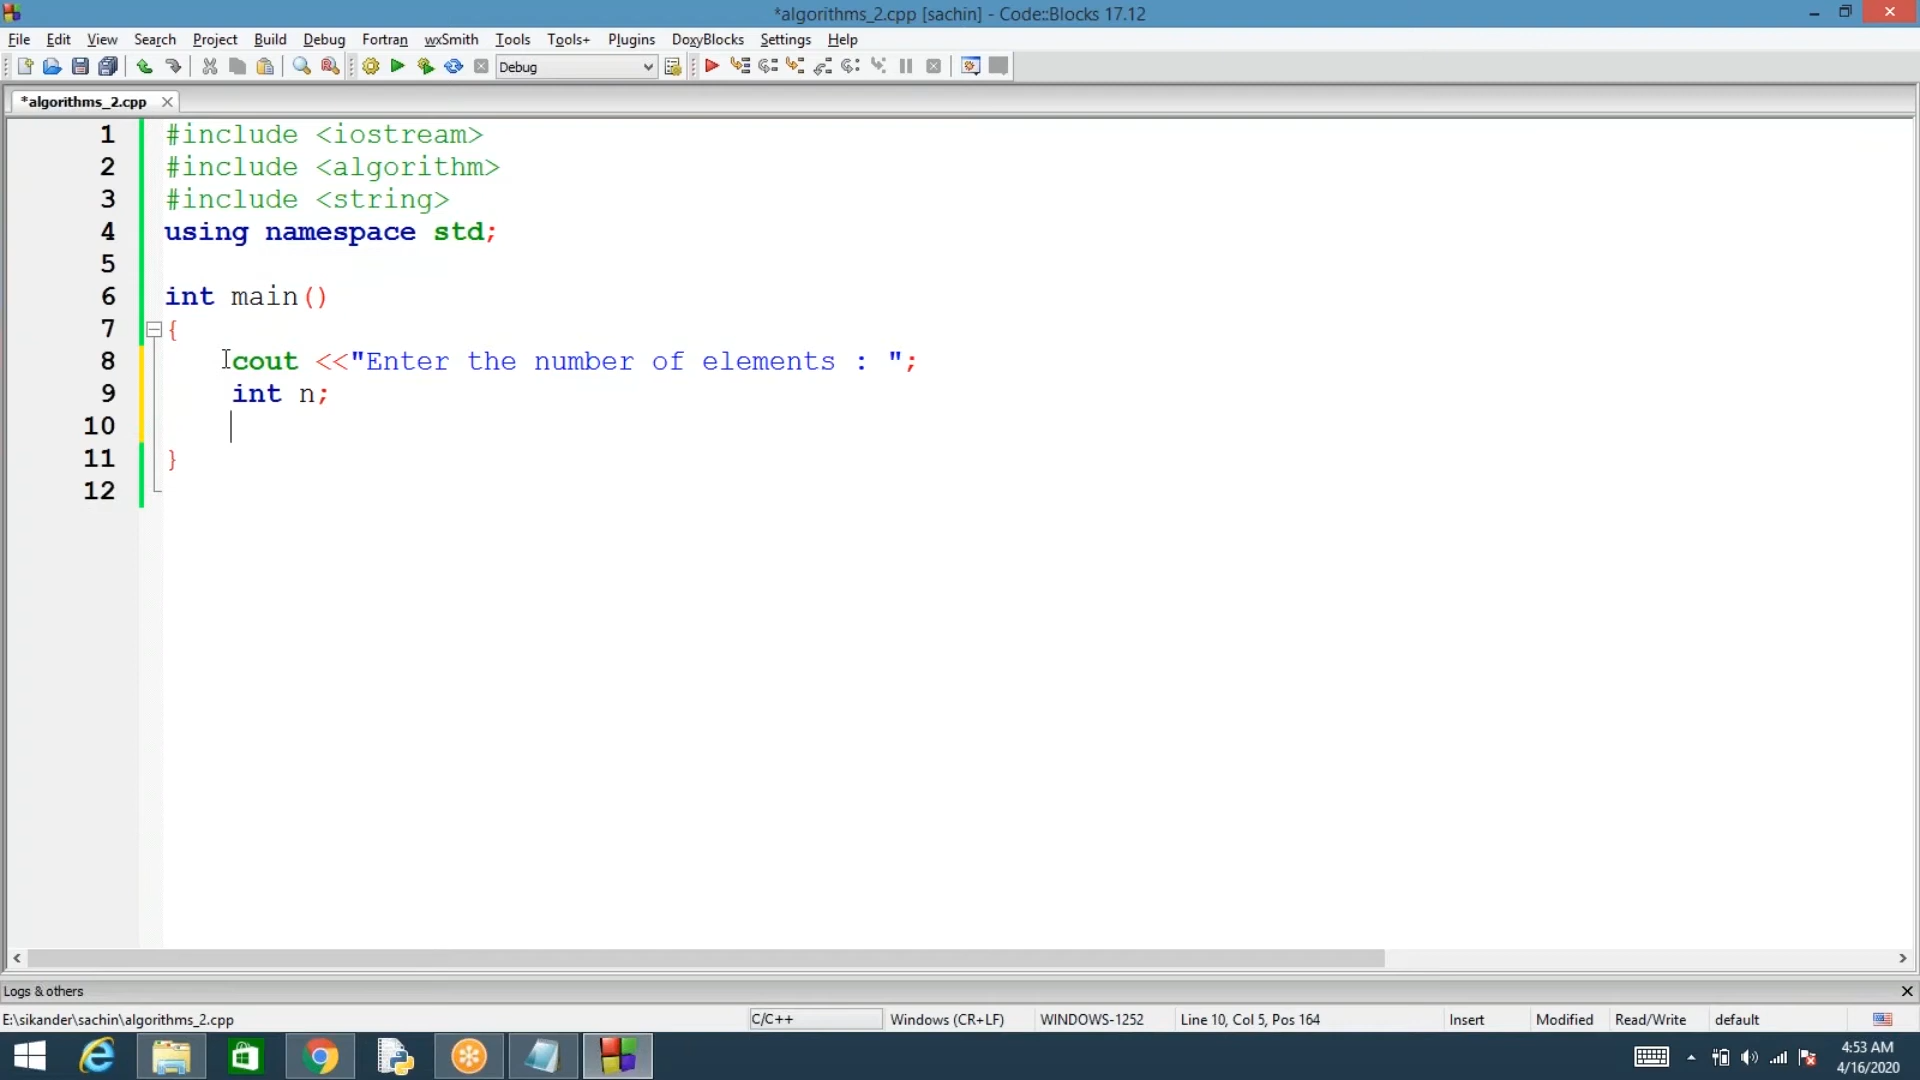 *algorithms_2.cpp [sachin] - Code::Blocks 17.12
File Edit View Search Project Build Debug Fortran wxSmith Tools Tools+ Plugins DoxyBlocks Settings Help
Debug
*algorithms_2.cpp
1 #include <iostream>
2 #include <algorithm>
3 #include <string>
4 using namespace std;
5
6 int main()
7 {
8 cout <<"Enter the number of elements : ";
9 int n;
10
11 }
12
Logs & others
E:\sikander\sachin\algorithms_2.cpp C/C++ Windows (CR+LF) WINDOWS-1252 Line 10, Col 5, Pos 164 Insert Modified Read/Write default
4:53 AM
4/16/2020